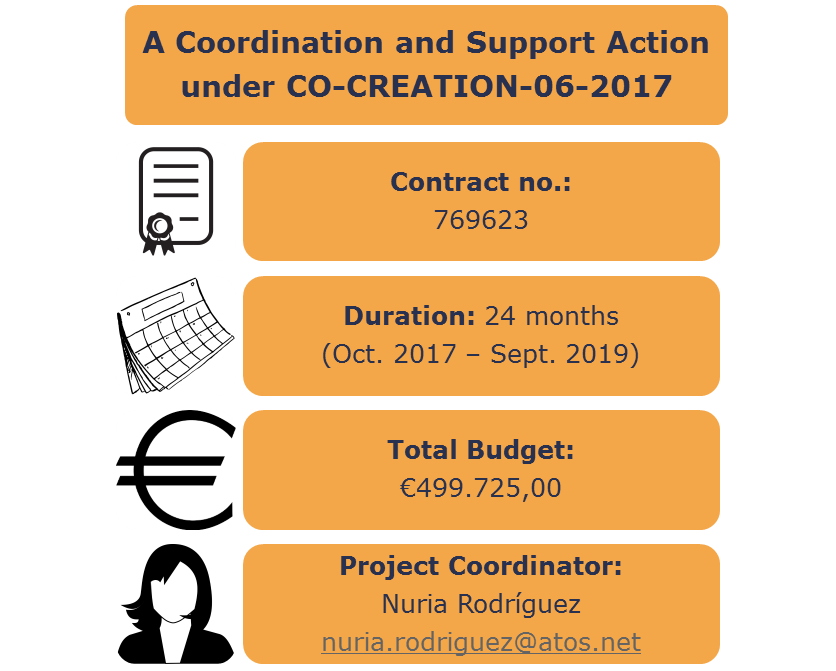 A Coordination and Support Action
under CO-CREATION-06-2017
Contract no.:
769623
Duration: 24 months
(Oct. 2017 – Sept. 2019)
Total Budget:
€499.725,00
Project Coordinator:
Nuria Rodríguez
nuria.rodriguez@atos.net